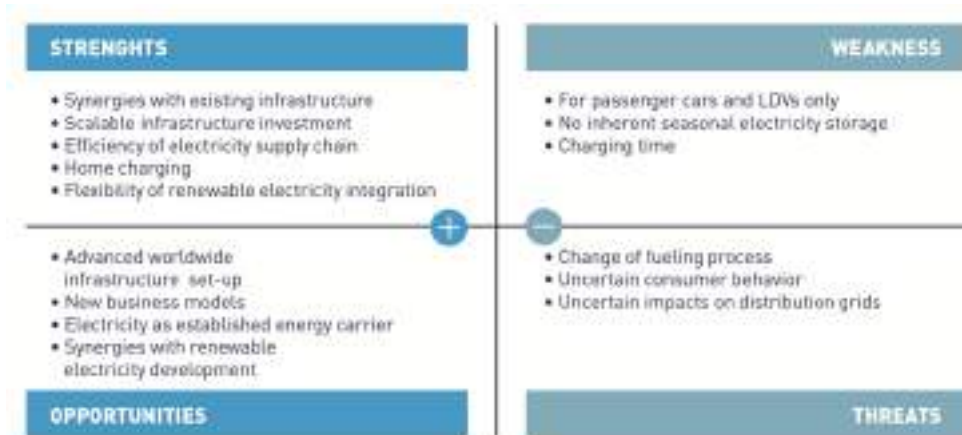 STRENGHTS
• Synergies with existing infrastructure
• Scalable infrastructure investment
• Efficiency of electricity supply chain
• Home charging
• Flexibility of renewable electricity integration
WEAKNESS
• For passenger cars and LDVs only
• No inherent seasonal electricity storage
• Charging time
+
−
• Advanced worldwide
infrastructure set-up
• New business models
• Electricity as established energy carrier
• Synergies with renewable
electricity development
OPPORTUNITIES
• Change of fueling process
• Uncertain consumer behavior
• Uncertain impacts on distribution grids
THREATS